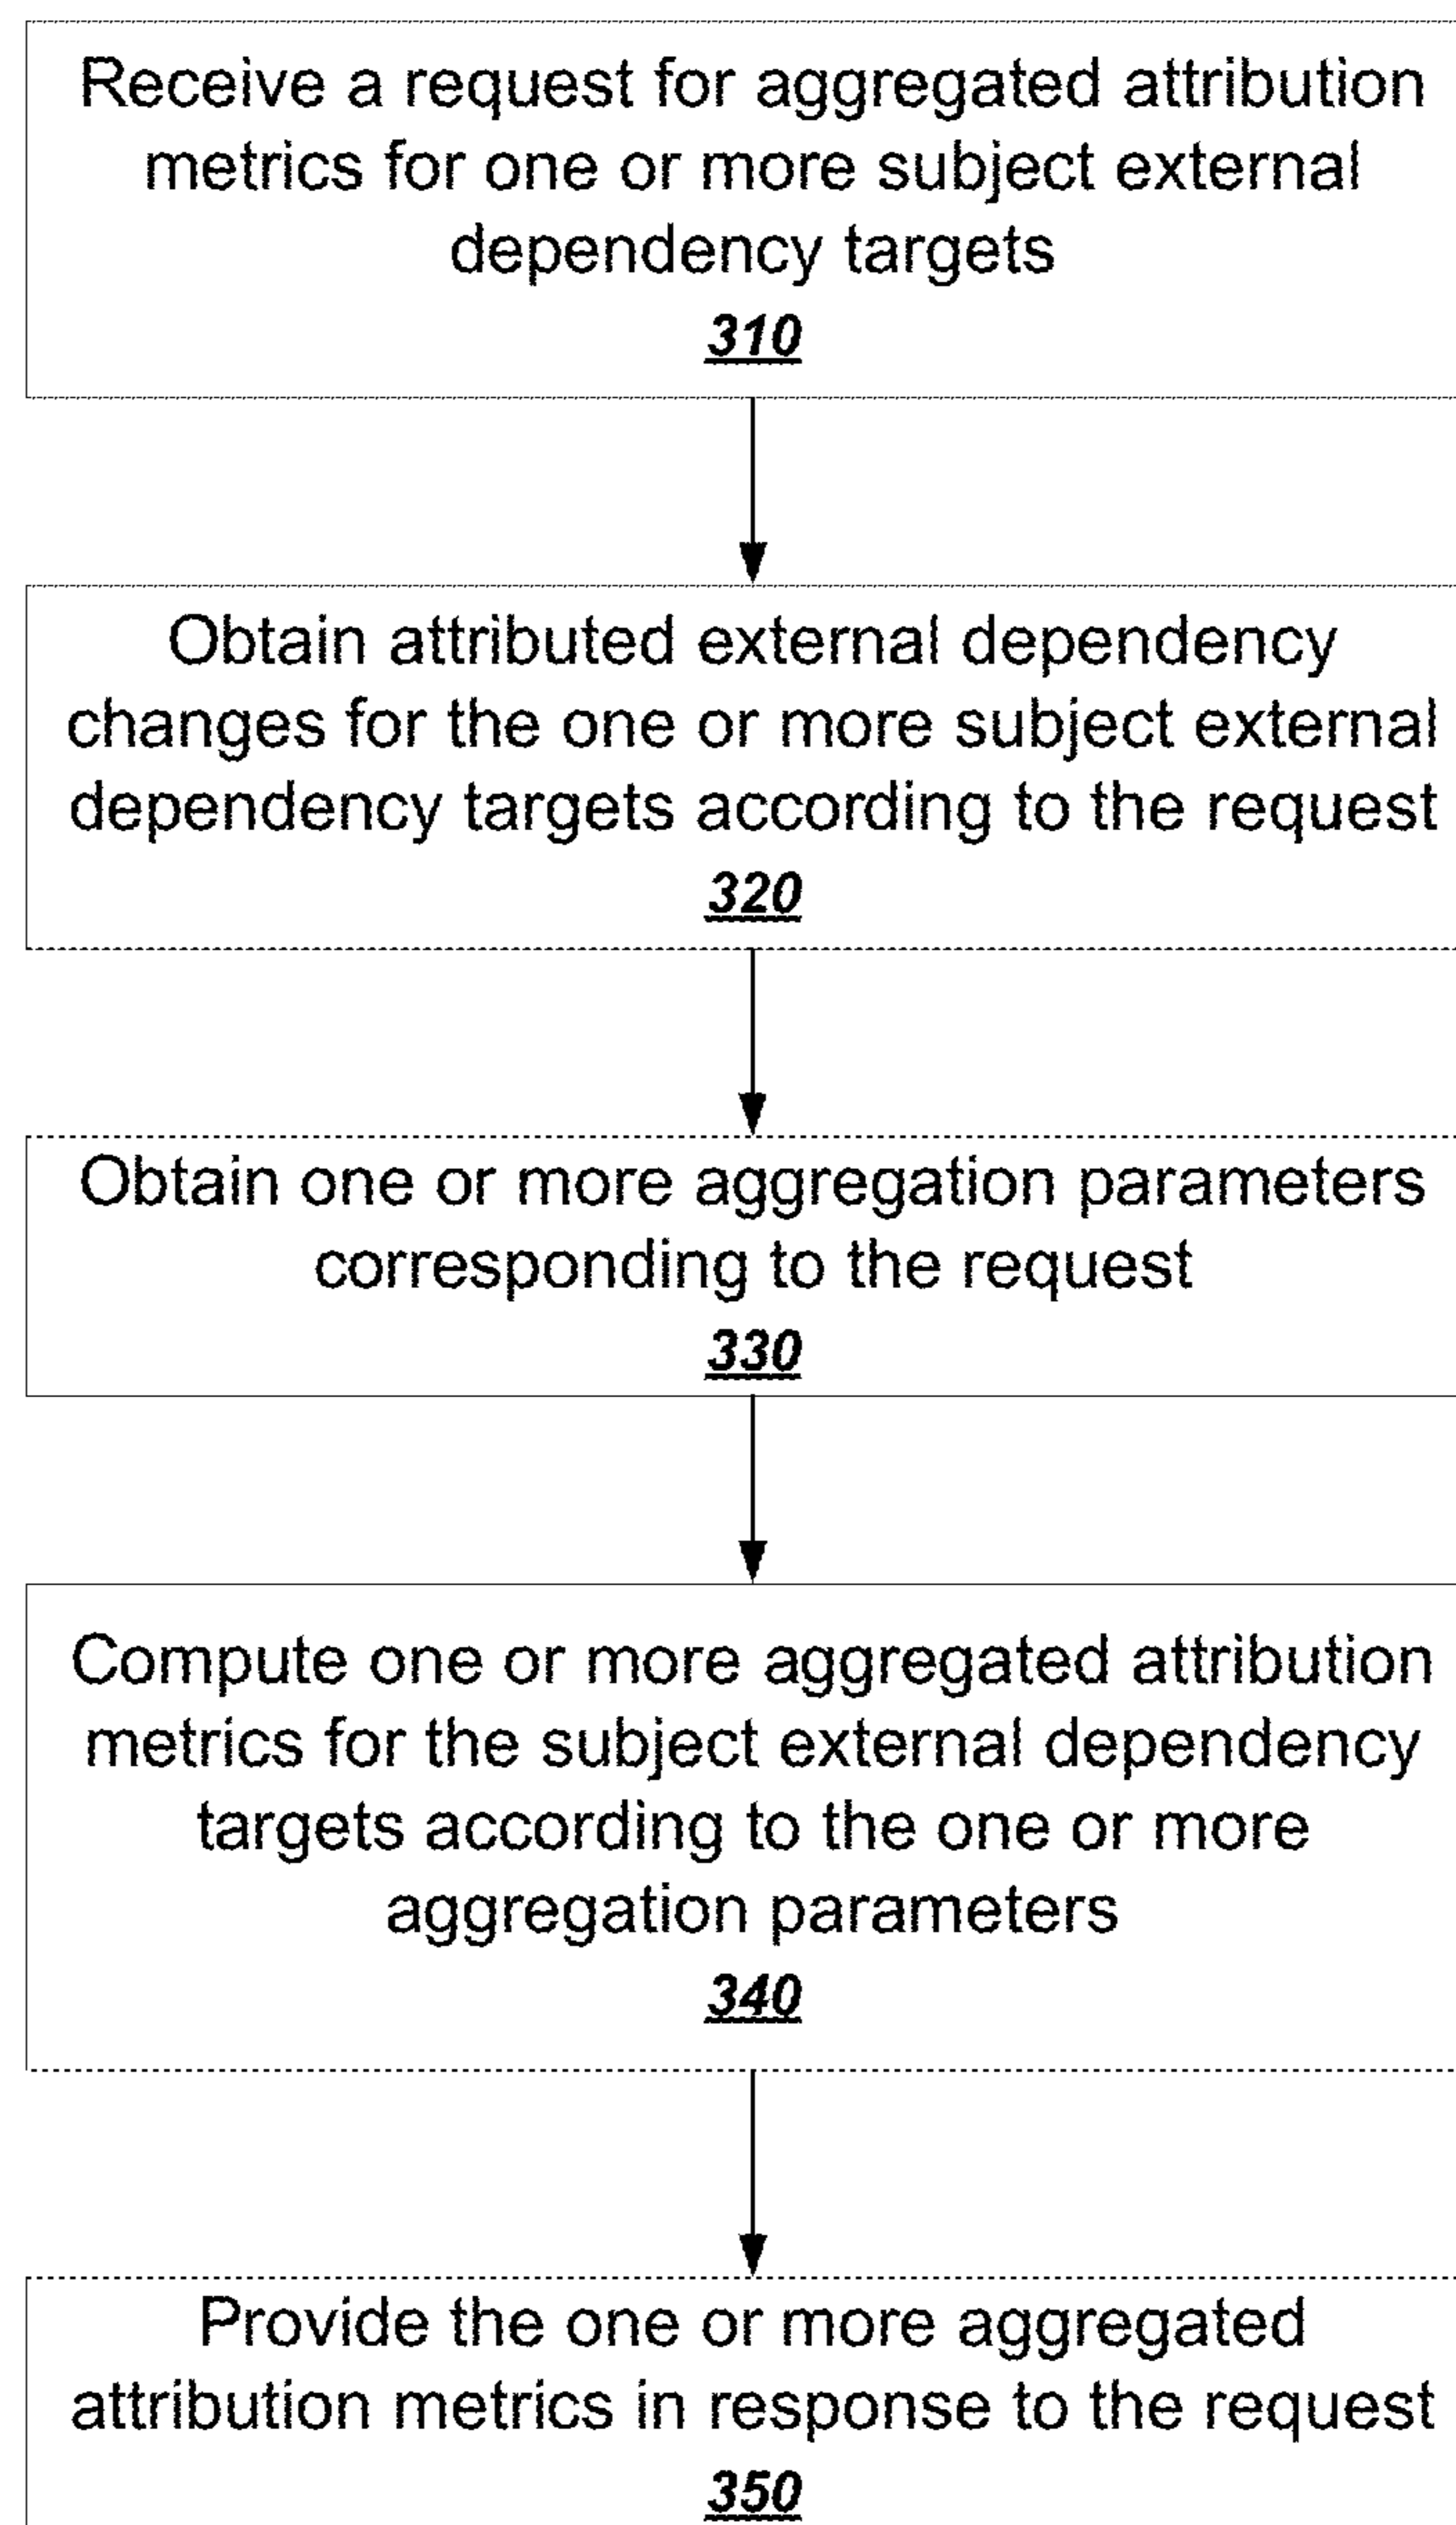 Receive a request for aggregated attribution
metrics for one or more subject external
dependency targets
310
Obtain attributed external dependency
changes for the one or more subject external
dependency targets according to the request
320
Obtain one or more aggregation parameters
corresponding to the request
330
Compute one or more aggregated attribution
metrics for the subject external dependency
targets according to the one or more
aggregation parameters
340
Provide the one or more aggregated
attribution metrics in response to the request
350